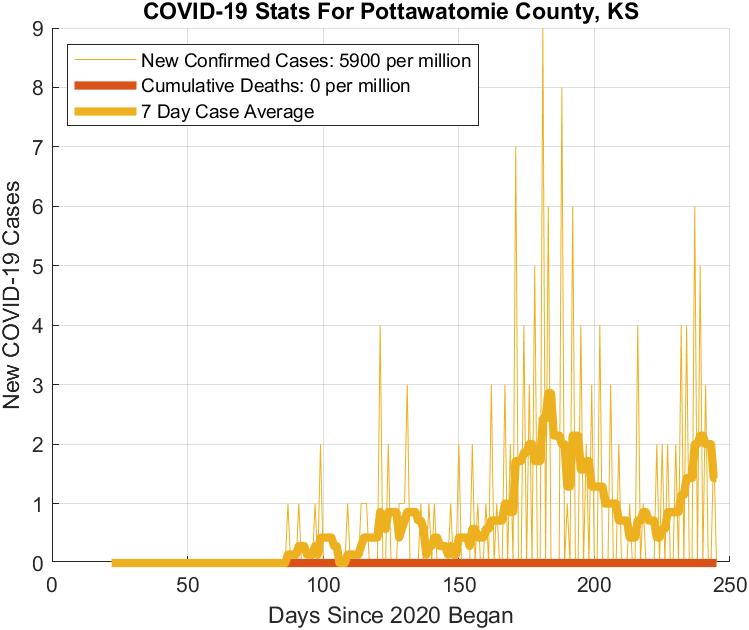 COVID-19 Stats For Pottawatomie County, KS
New Confirmed Cases: 5900 per million
Cumulative Deaths: 0 per million
7 Day Case Average
New COVID-19 Cases
9
8
7
6
5
4
3
2
1
0
0 50 100 150 200 250
Days Since 2020 Began